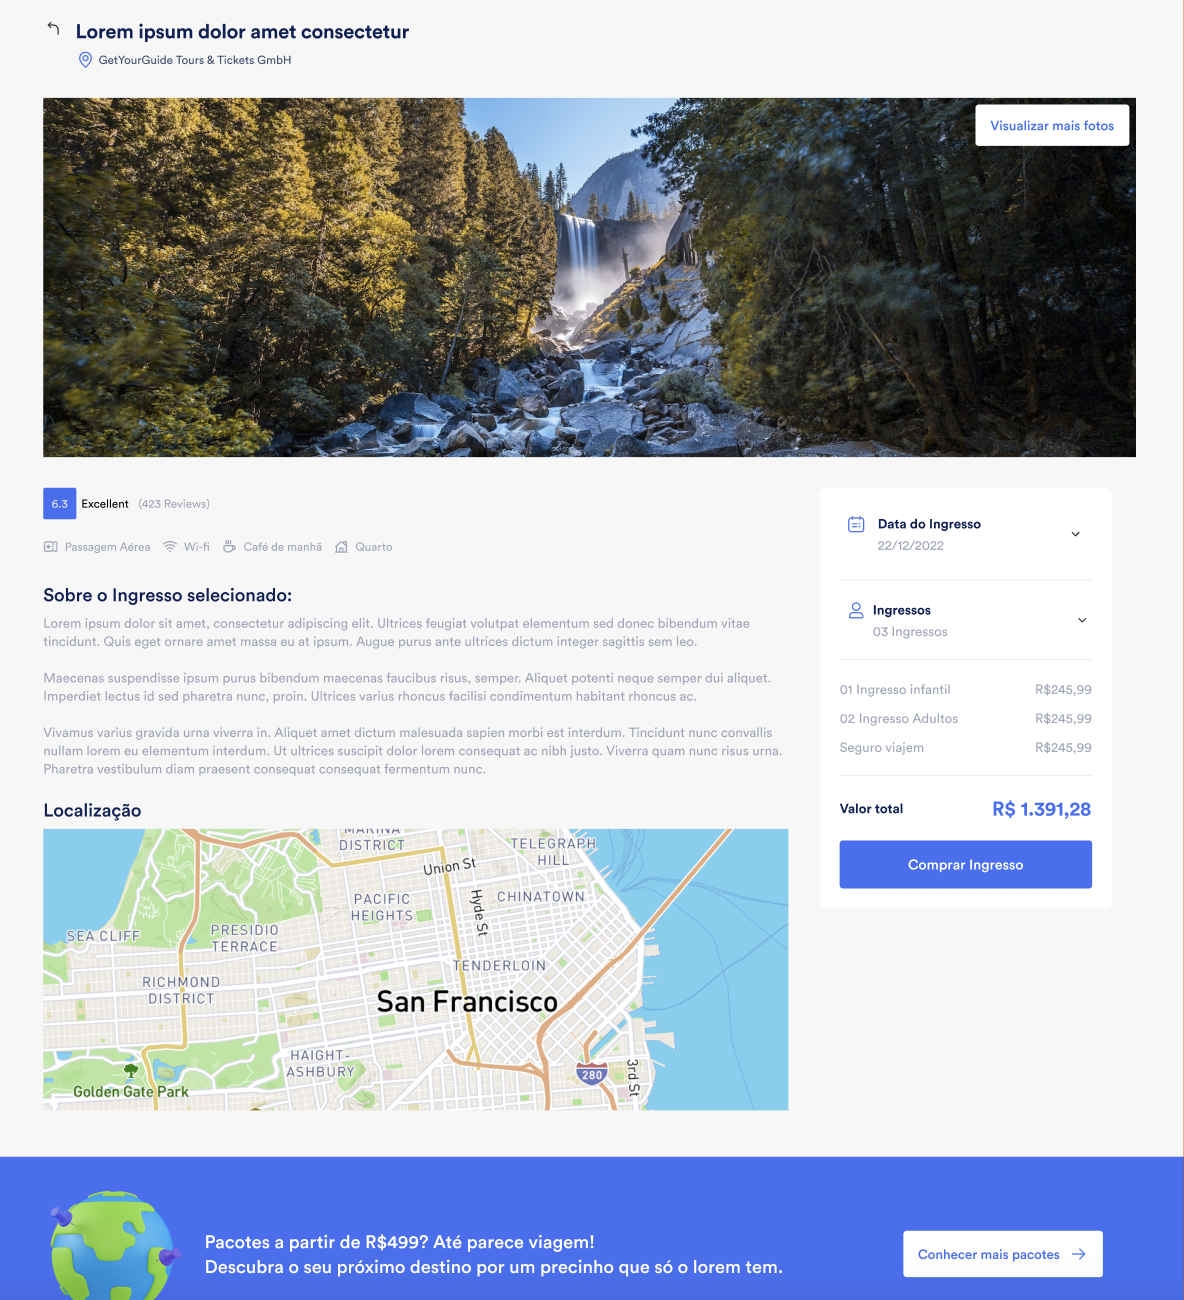 Lorem ipsum dolor amet consectetur
GetYourGuide Tours & Tickets GmbH
Visualizar mais fotos
6.3 Excellent (423 Reviews)
Passagem Aérea Wi-fi Café de manhã Quarto
Sobre o Ingresso selecionado:
Lorem ipsum dolor sit amet, consectetur adipiscing elit. Ultrices feugiat volutpat elementum sed donec bibendum vitae
tincidunt. Quis eget ornare amet massa eu at ipsum. Augue purus ante ultrices dictum integer sagittis sem leo.
Maecenas suspendisse ipsum purus bibendum maecenas faucibus risus, semper. Aliquet potenti neque semper dui aliquet.
Imperdiet lectus id sed pharetra nunc, proin. Ultrices varius rhoncus facilisi condimentum habitant rhoncus ac.
Vivamus varius gravida urna viverra in. Aliquet amet dictum malesuada sapien morbi est interdum. Tincidunt nunc convallis
nullam lorem eu elementum interdum. Ut ultrices suscipit dolor lorem consequat ac nibh justo. Viverra quam nunc risus urna.
Pharetra vestibulum diam praesent consequat consequat fermentum nunc.
Localização
MARINA
DISTRICT
Union St
TELEGRAPH
HILL
PACIFIC
HEIGHTS
Hyde St
CHINATOWN
SEA CLIFF
PRESIDIO
TERRACE
TENDERLOIN
RICHMOND
DISTRICT
San Francisco
HAIGHT-
ASHBURY
280
3rd St
Golden Gate Park
Data do Ingresso
22/12/2022
Ingressos
03 Ingressos
01 Ingresso infantil R$245,99
02 Ingresso Adultos R$245,99
Seguro viajem R$245,99
Valor total R$ 1.391,28
Comprar Ingresso
Pacotes a partir de R$499? Até parece viagem!
Descubra o seu próximo destino por um precinho que só o lorem tem.
Conhecer mais pacotes